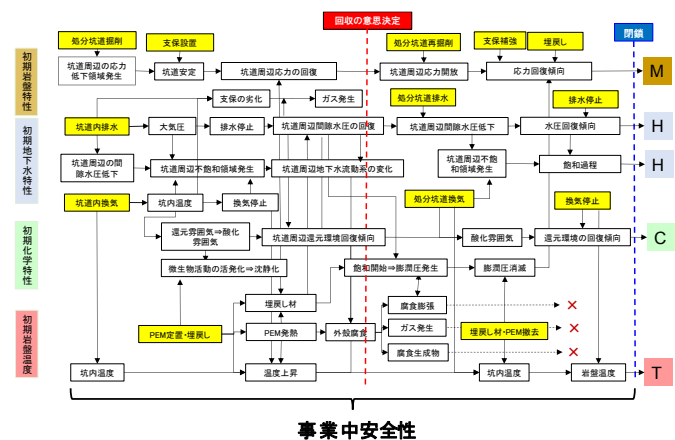 回収の意思決定
閉鎖
処分坑道掘削
支保設置
処分坑道再掘削
支保補強
埋戻し
初期岩盤特性
坑道周辺の応力
低下領域発生
坑道安定
坑道周辺応力の回復
坑道周辺応力開放
応力回復傾向
M
支保の劣化
ガス発生
処分坑道排水
排水停止
初期地下水特性
坑道内排水
大気圧
排水停止
坑道周辺間隙水圧の回復
坑道周辺間隙水圧低下
水圧回復傾向
H
坑道周辺の間
隙水圧低下
坑道周辺不飽和領域発生
坑道周辺地下水流動系の変化
坑道周辺不飽
和領域発生
飽和過程
H
坑道内換気
坑内温度
換気停止
処分坑道換気
換気停止
初期化学特性
還元雰囲気⇒酸化
雰囲気
坑道周辺還元環境回復傾向
酸化雰囲気
還元環境の回復傾向
C
微生物活動の活発化⇒沈静化
飽和開始⇒膨潤圧発生
膨潤圧消滅
埋戻し材
腐食膨張
初期岩盤温度
PEM定置・埋戻し
PEM発熱
外殻腐食
ガス発生
埋戻し材・PEM撤去
腐食生成物
坑内温度
温度上昇
坑内温度
岩盤温度
T
事業中安全性